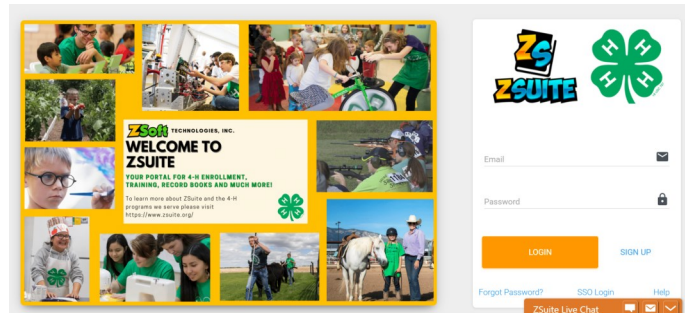 ZSoft TECHNOLOGIES, INC.
WELCOME TO
ZSUITE
YOUR PORTAL FOR 4-H ENROLLMENT,
TRAINING, RECORD BOOKS AND MUCH MORE!
To learn more about ZSuite and the 4-H
programs we serve please visit
https://www.zsuite.org/
H H
H H
ZS
ZSUITE
H H
H H
Email
Password
LOGIN
SIGN UP
Forgot Password?
SSO Login
Help
ZSuite Live Chat